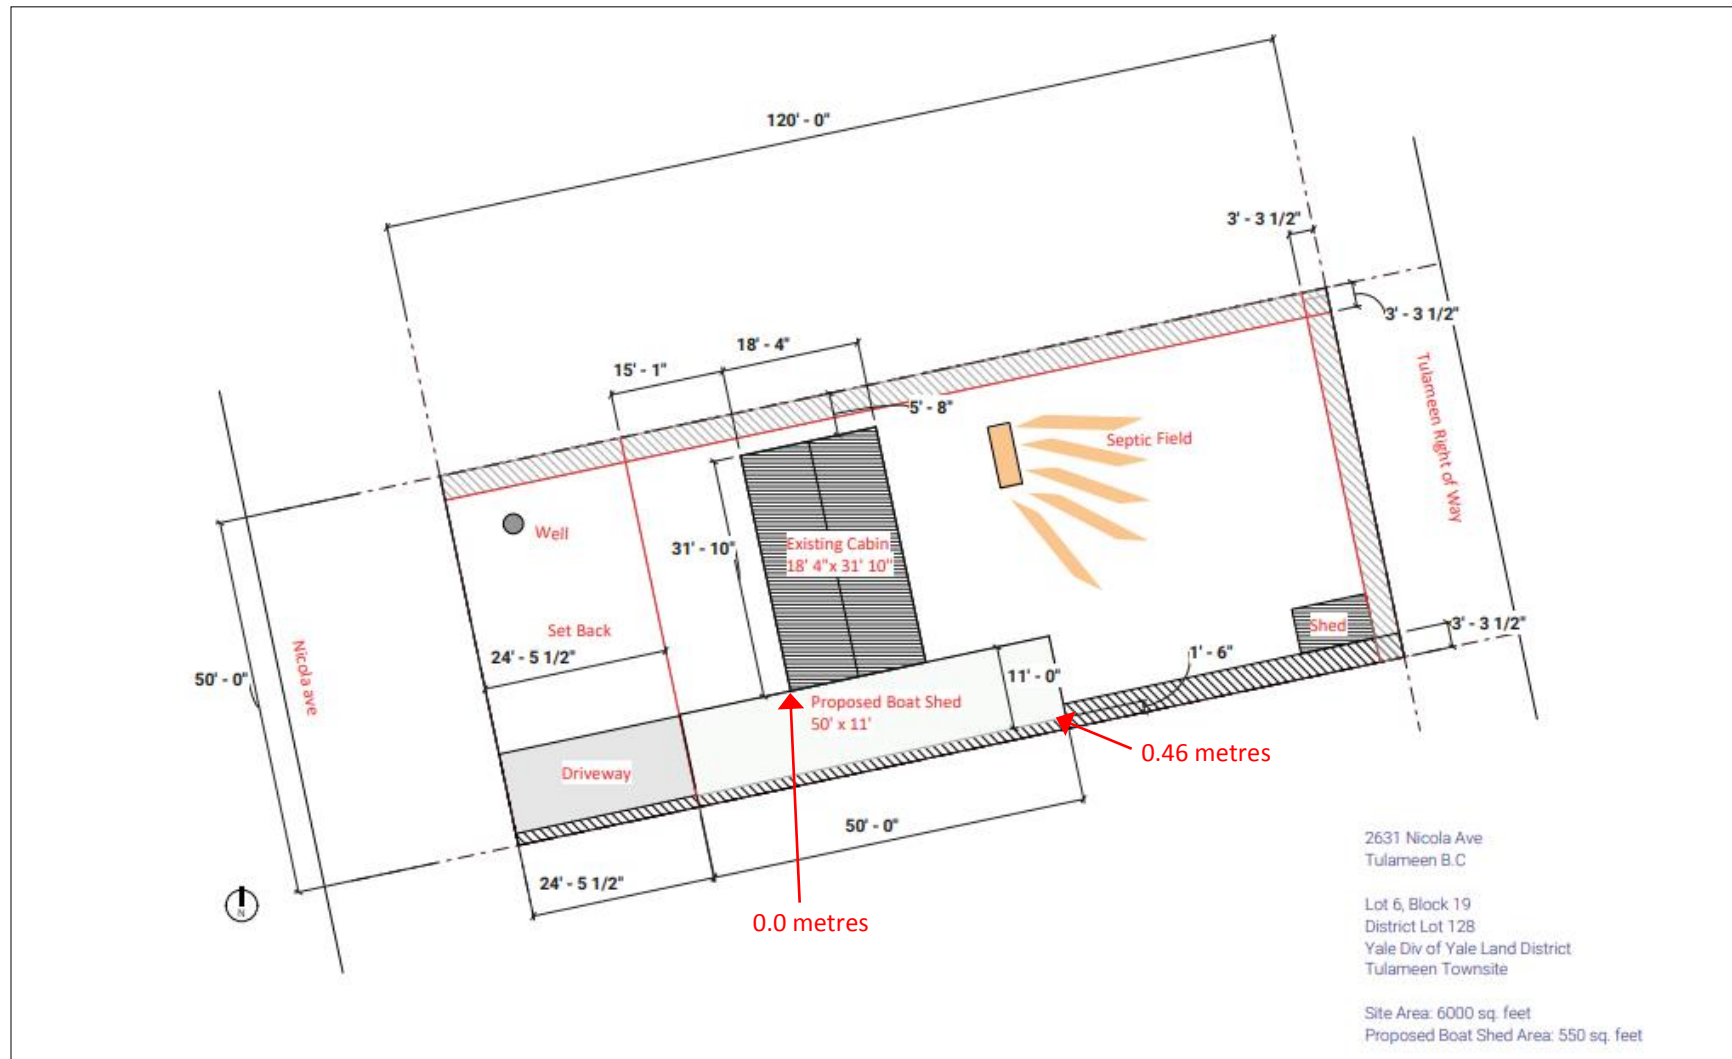 120' - 0"
3' - 3 1/2"
3' - 3 1/2"
18' - 4"
15' - 1"
5' - 8"
Tulameen Right of Way
Septic Field
Well
31' - 10"
Existing Cabin
18' 4"x 31' 10"
Set Back
24' - 5 1/2"
Nicola ave
50' - 0"
Shed
3' - 3 1/2"
1' - 6"
11' - 0"
Proposed Boat Shed
50' x 11'
0.46 metres
Driveway
50' - 0"
24' - 5 1/2"
0.0 metres
N
2631 Nicola Ave
Tulameen B.C
Lot 6, Block 19
District Lot 128
Yale Div of Yale Land District
Tulameen Townsite
Site Area: 6000 sq. feet
Proposed Boat Shed Area: 550 sq. feet